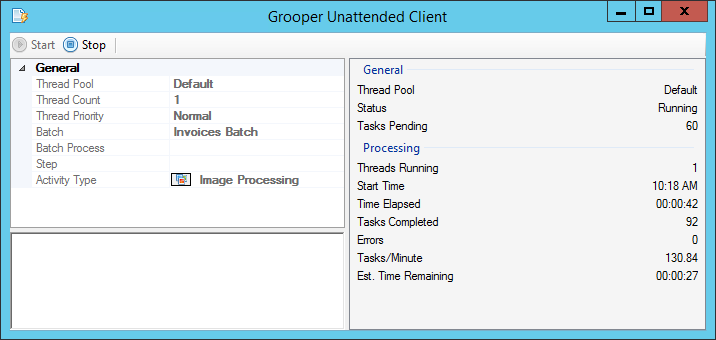 Grooper Unattended Client
Start Stop
General
Thread Pool Default
Thread Count 1
Thread Priority Normal
Batch Invoices Batch
Batch Process
Step
Activity Type Image Processing
General
Thread Pool Default
Status Running
Tasks Pending 60
Processing
Threads Running 1
Start Time 10:18 AM
Time Elapsed 00:00:42
Tasks Completed 92
Errors 0
Tasks/Minute 130.84
Est. Time Remaining 00:00:27